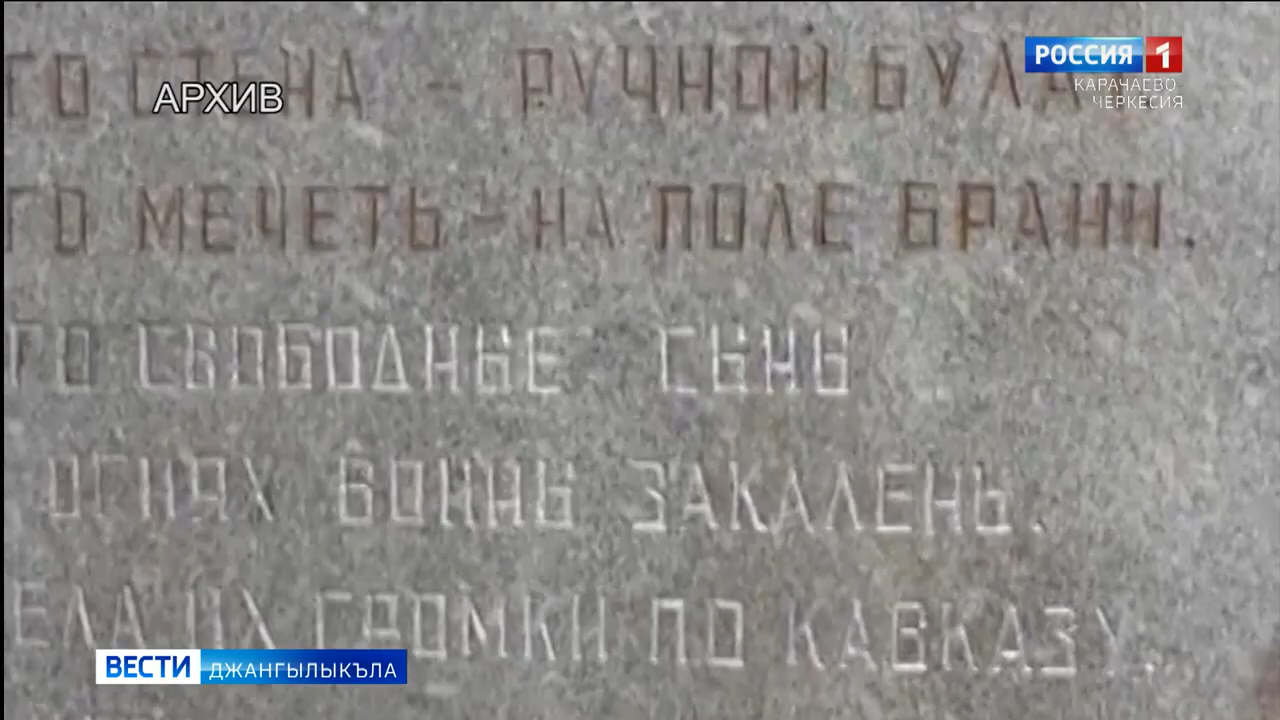 ГО СТЕНА РУЧНОЙ БУЛА
АРХИВ
РОССИЯ 1
КАРАЧАЕВО
ЧЕРКЕСИЯ
ГО МЕЧЕТЬ - НА ПОЛЕ БРАНИ.
ГО СВОБОДНЫЕ СЫНЫ
ОГНЯХ ВОЙНЫ ЗАКАЛЕНЫ.
ЕЛА ИХ ГРОМКИ ПО КАВКАЗУ.
ВЕСТИ ДЖАНГЫЛЫКЪЛА